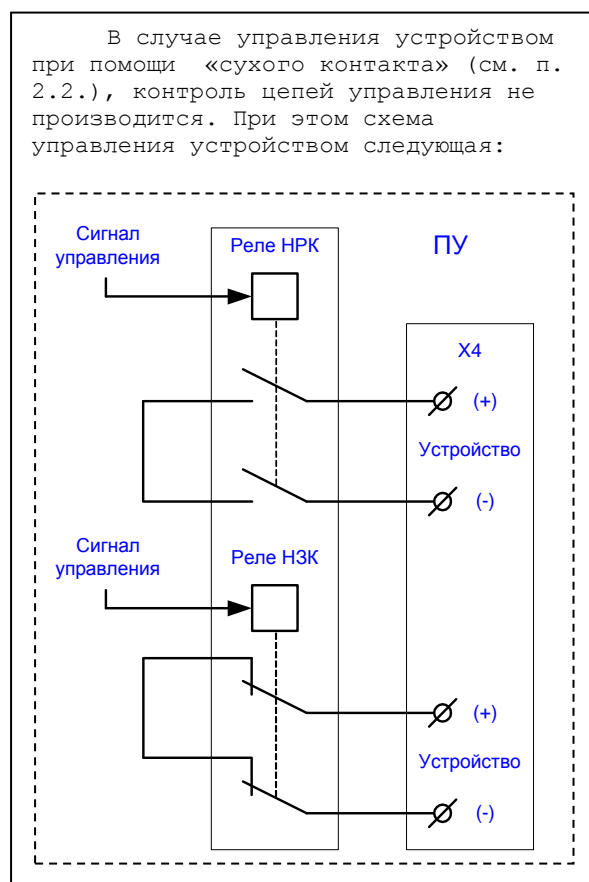 В случае управления устройством
при помощи «сухого контакта» (см. п.
2.2.), контроль цепей управления не
производится. При этом схема
управления устройством следующая:
Сигнал
управления
Реле НРК
ПУ
X4
(+)
Устройство
(-)
Сигнал
управления
Реле НЗК
(+)
Устройство
(-)